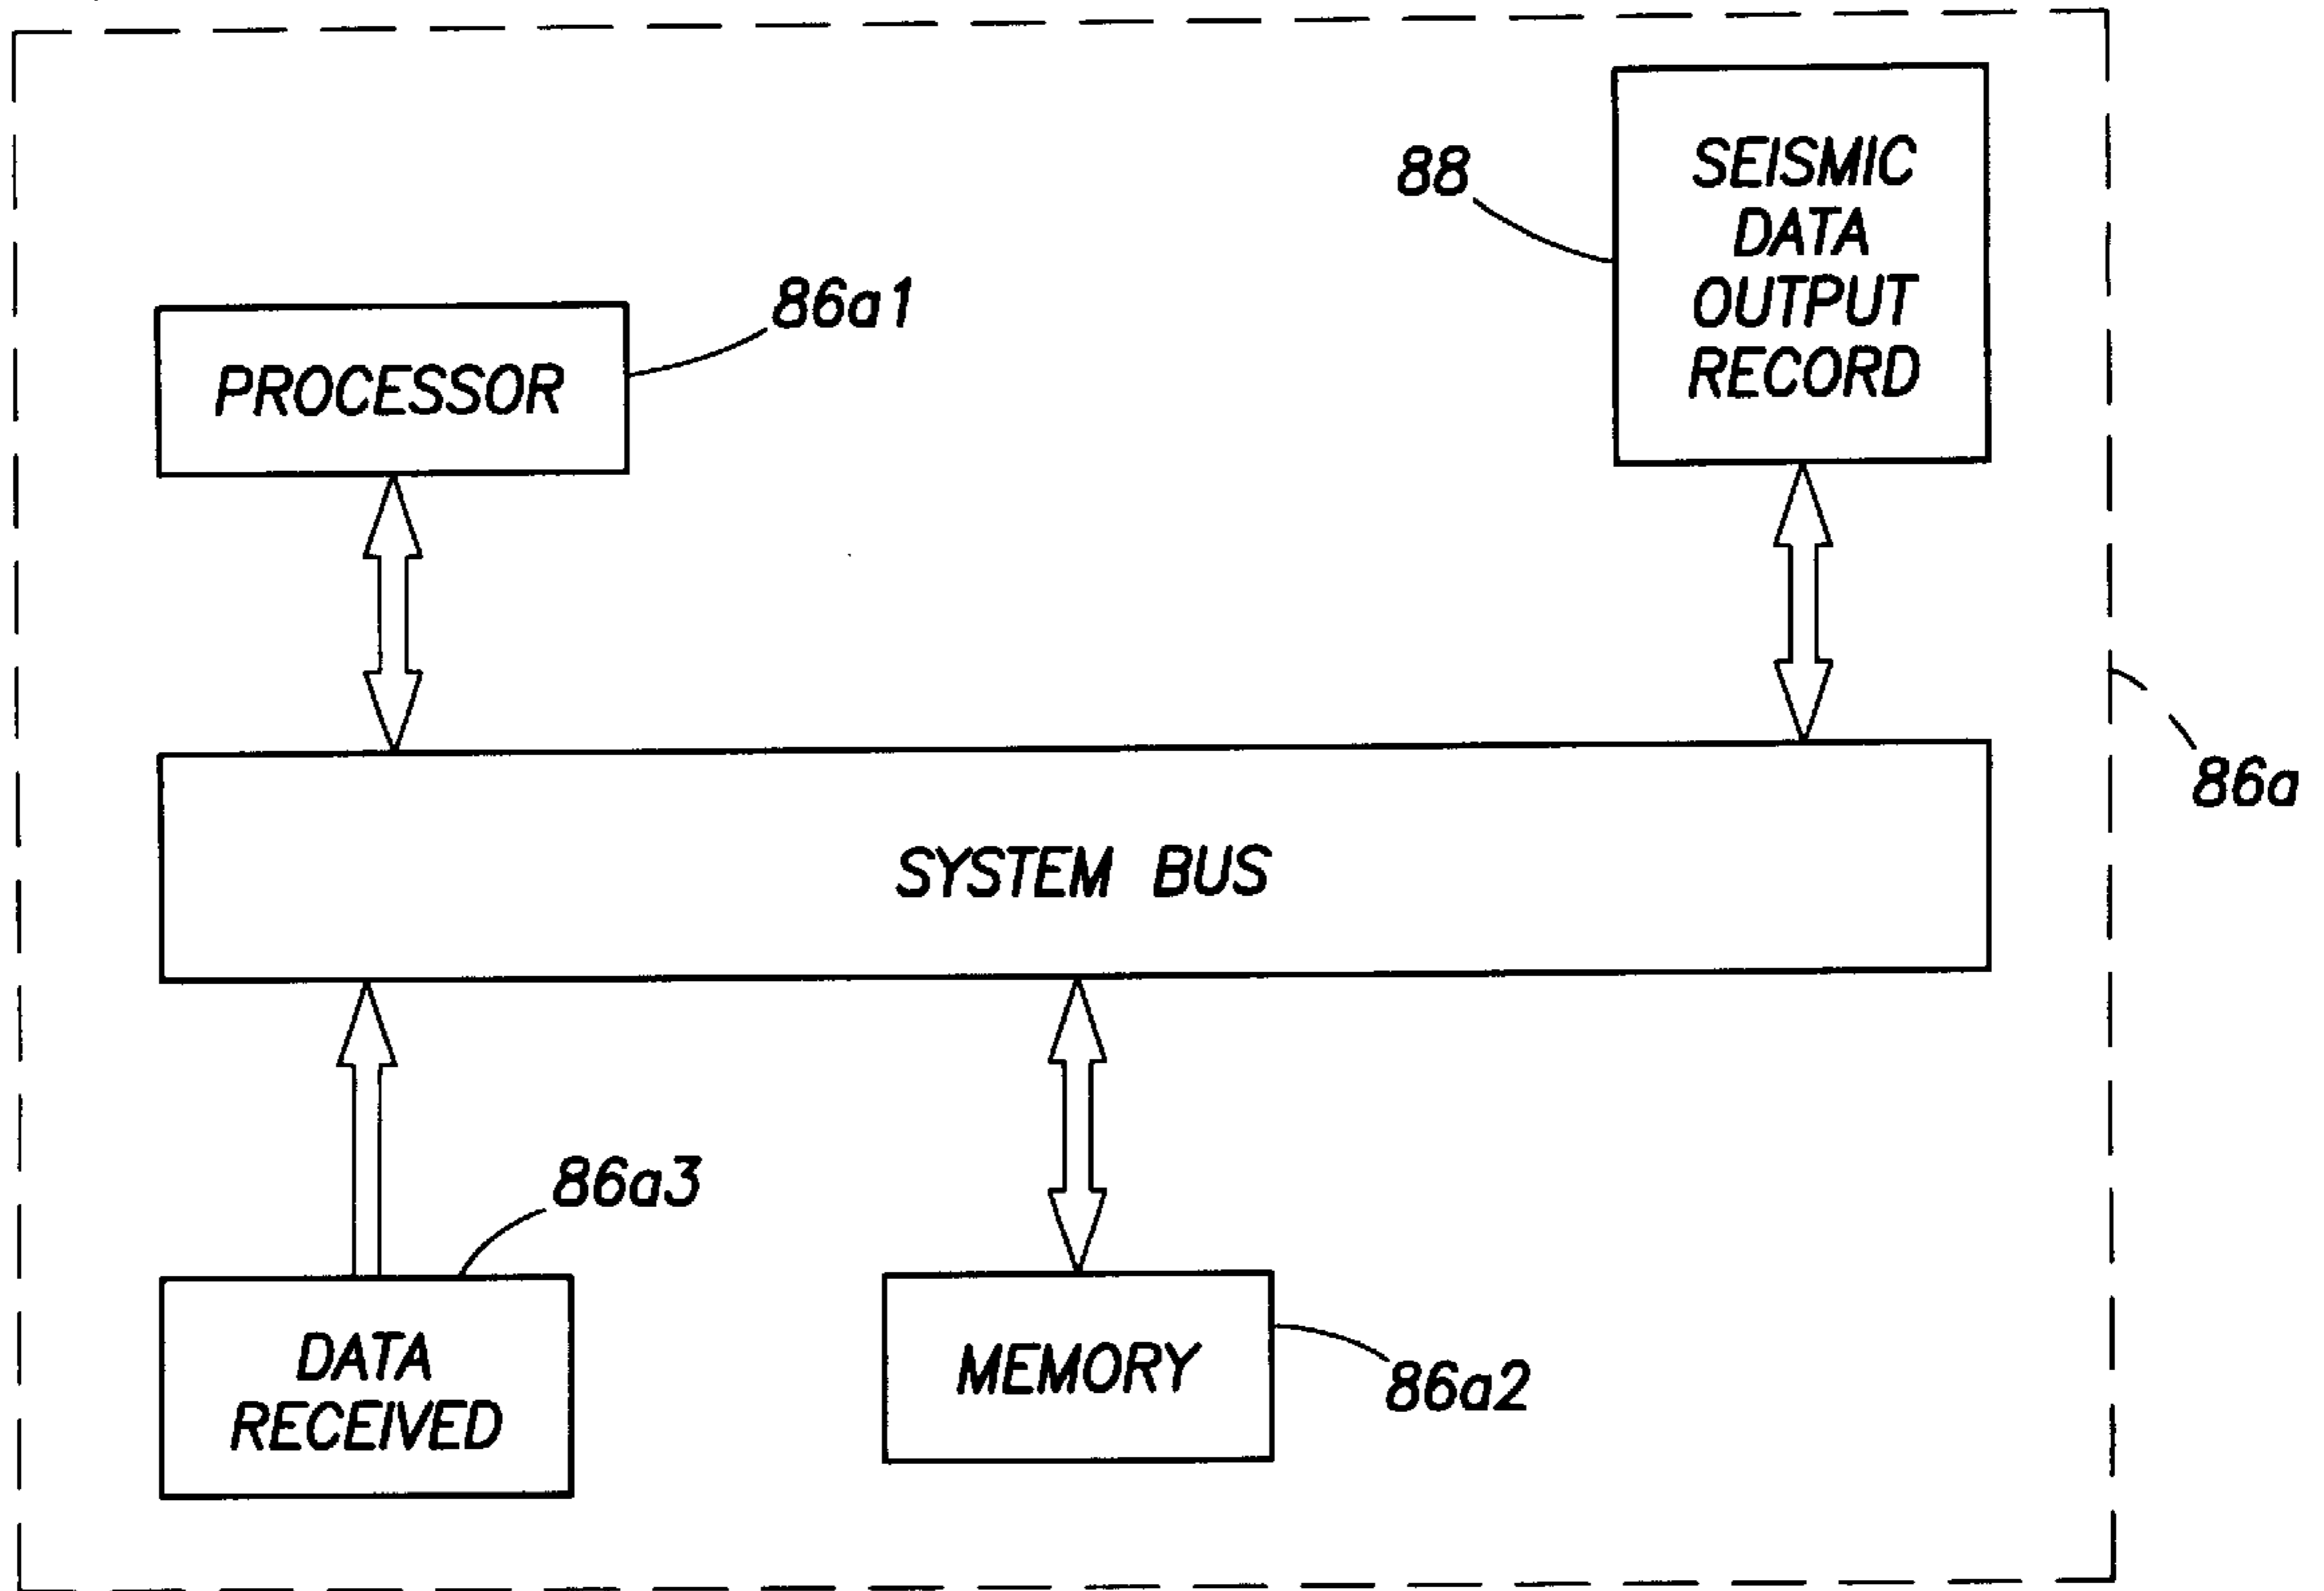 88
SEISMIC
DATA
OUTPUT
RECORD
86a1
PROCESSOR
86a
SYSTEM BUS
86a3
DATA
RECEIVED
MEMORY
86a2